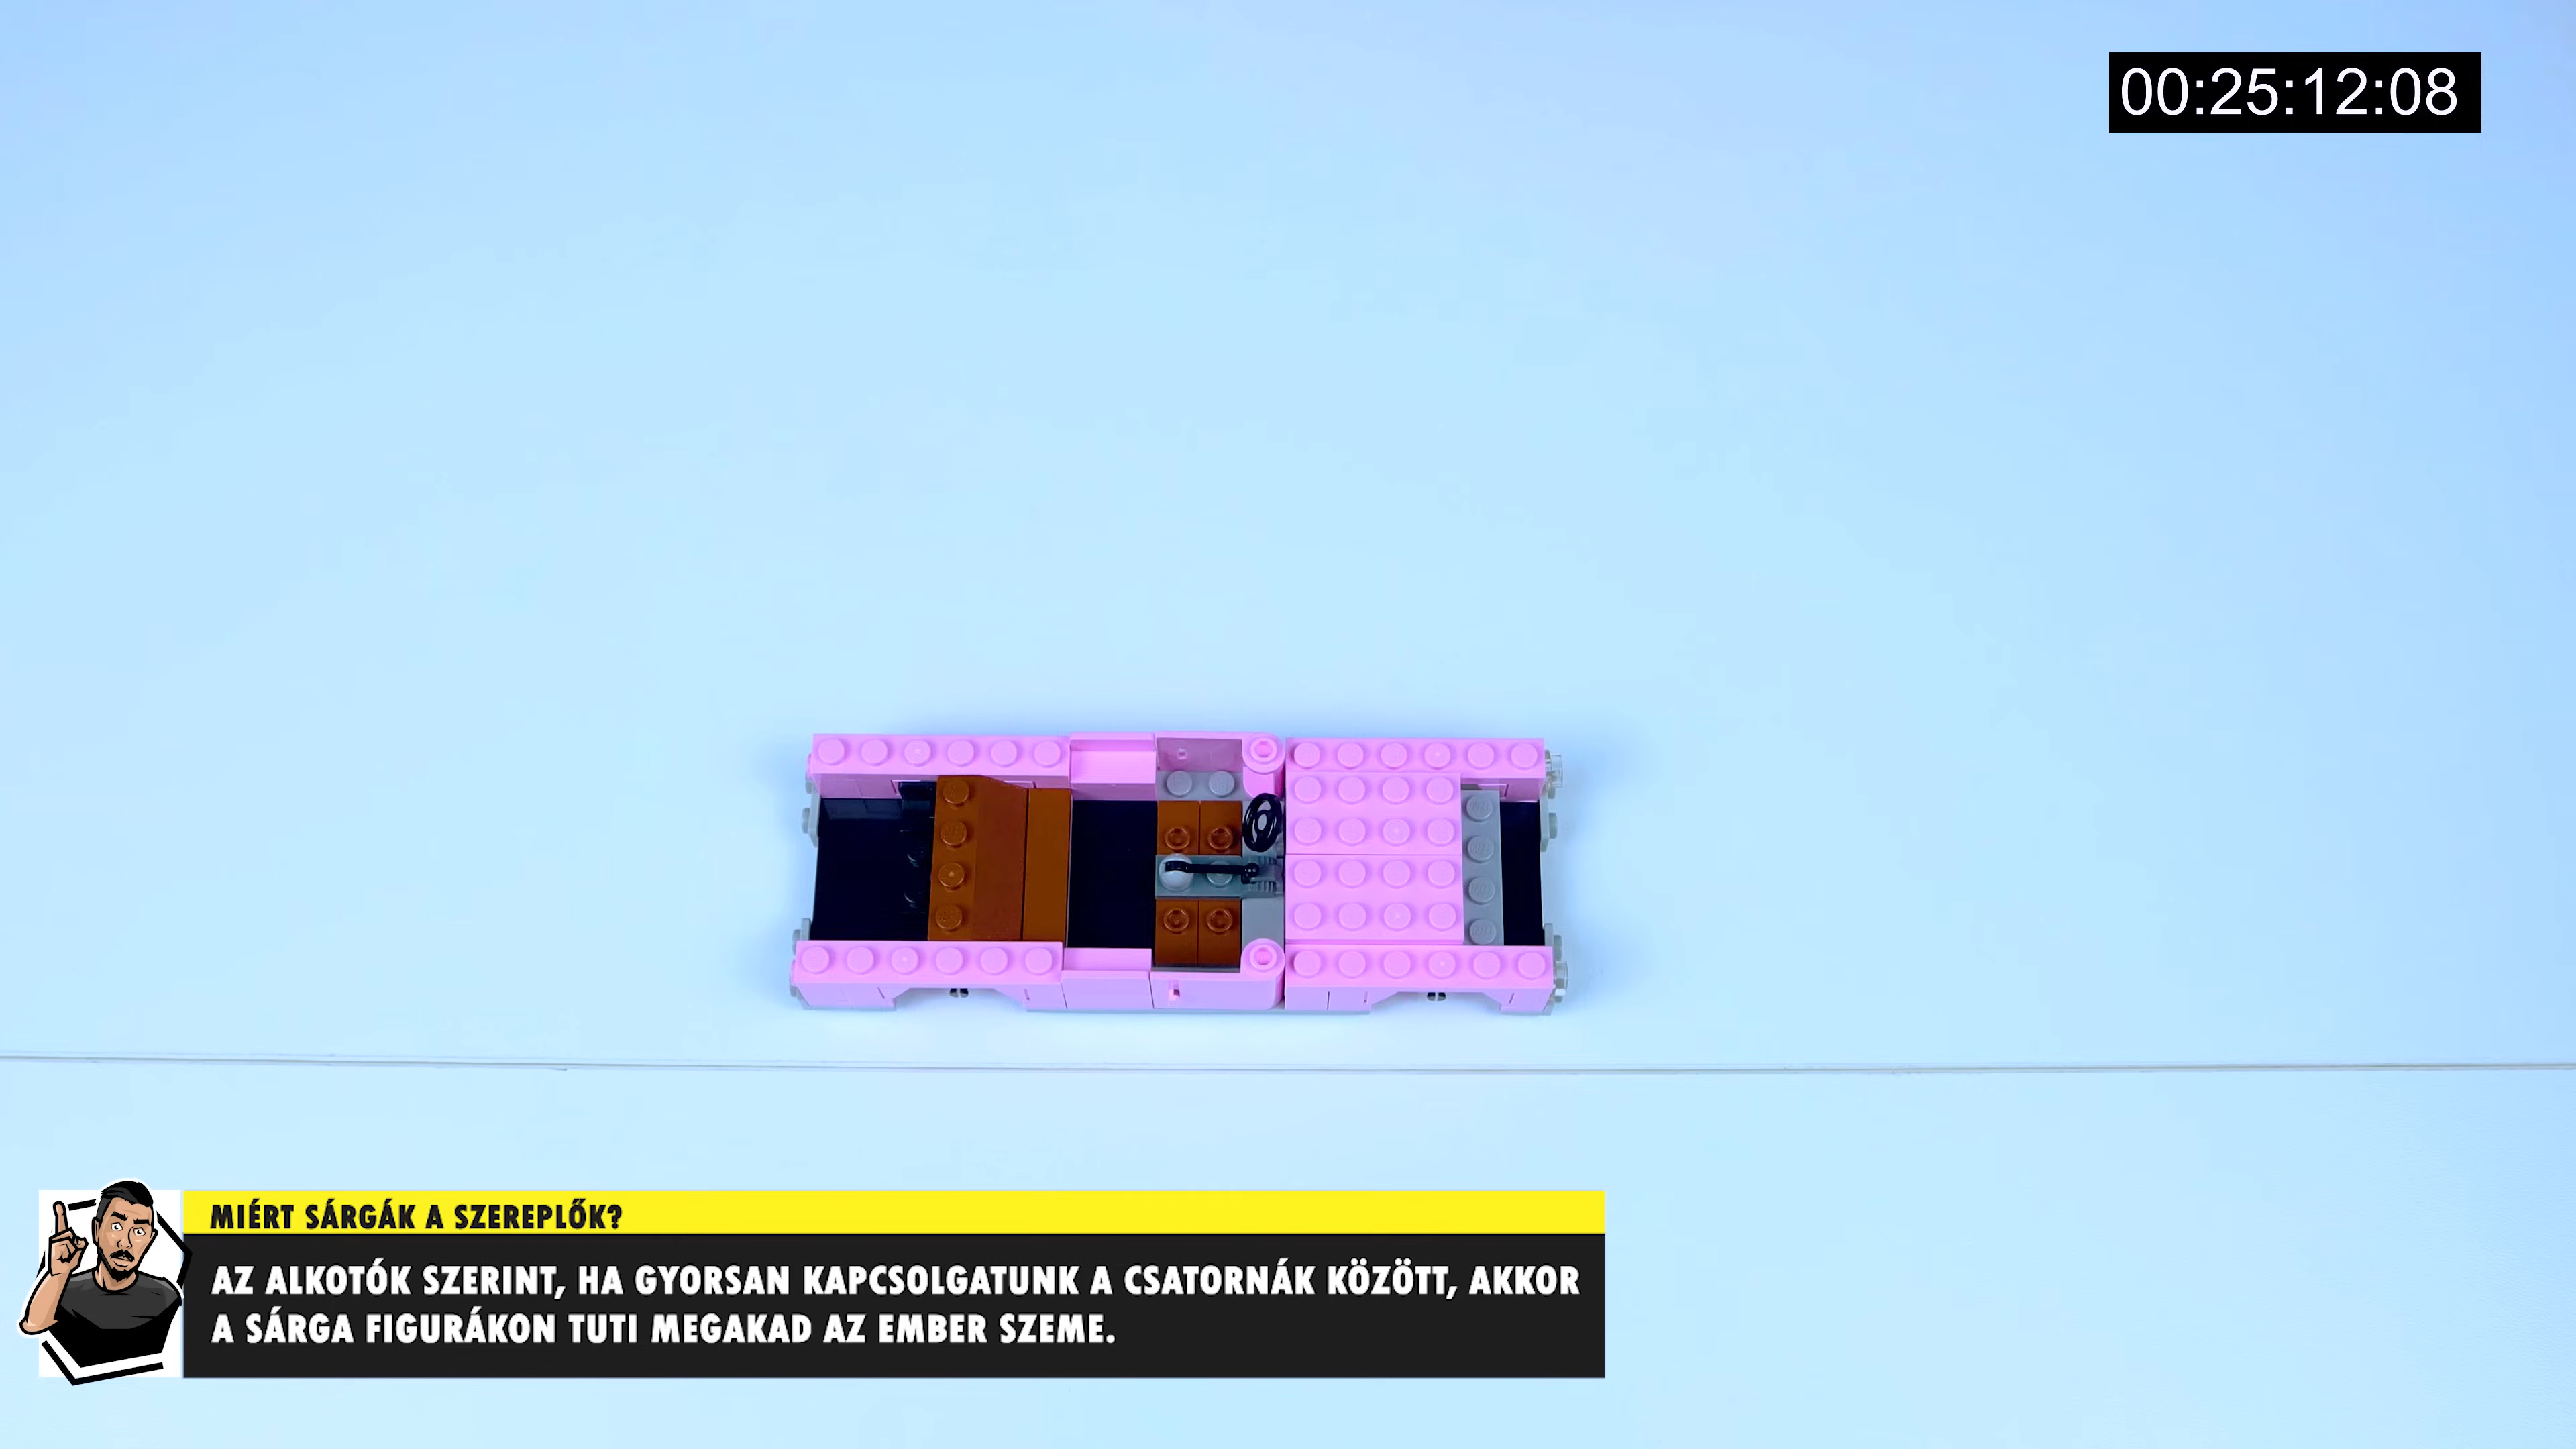 00:25:12:08
MIÉRT SÁRGÁK A SZEREPLŐK?
AZ ALKOTÓK SZERINT, HA GYORSAN KAPCSOLGATUNK A CSATORNÁK KÖZÖTT, AKKOR
A SÁRGA FIGURÁKON TUTI MEGAKAD AZ EMBER SZEME.